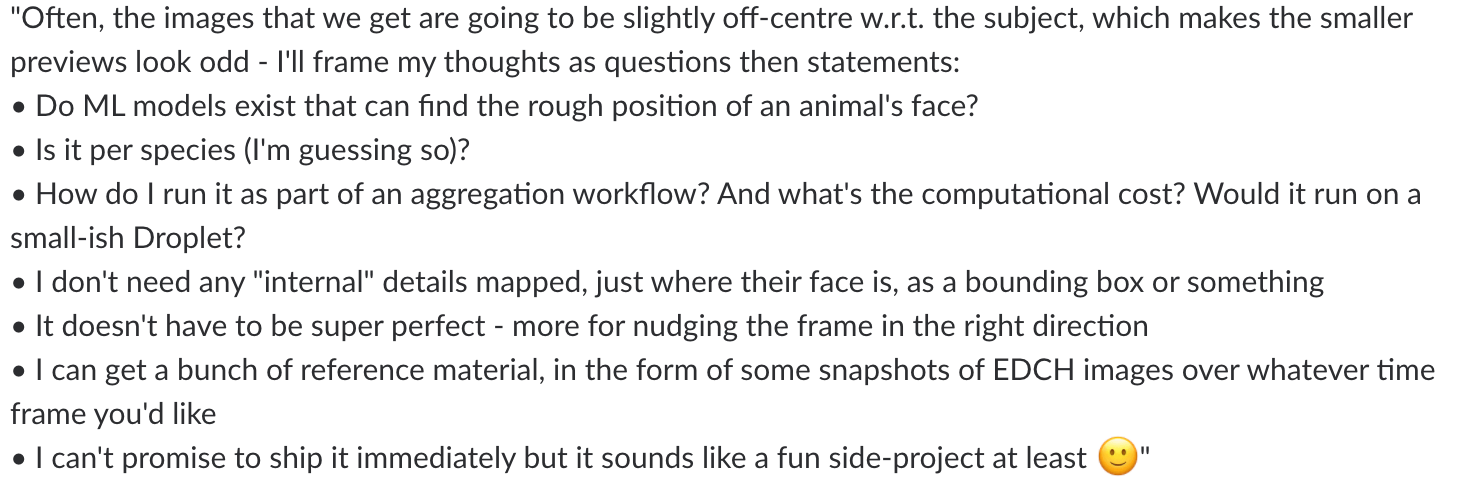 "Often, the images that we get are going to be slightly off-centre w.r.t. the subject, which makes the smaller
previews look odd - I'll frame my thoughts as questions then statements:
• Do ML models exist that can find the rough position of an animal's face?
• Is it per species (I'm guessing so)?
• How do I run it as part of an aggregation workflow? And what's the computational cost? Would it run on a
small-ish Droplet?
• I don't need any "internal" details mapped, just where their face is, as a bounding box or something
• It doesn't have to be super perfect - more for nudging the frame in the right direction
• I can get a bunch of reference material, in the form of some snapshots of EDCH images over whatever time
frame you'd like
• I can't promise to ship it immediately but it sounds like a fun side-project at least 🙂"